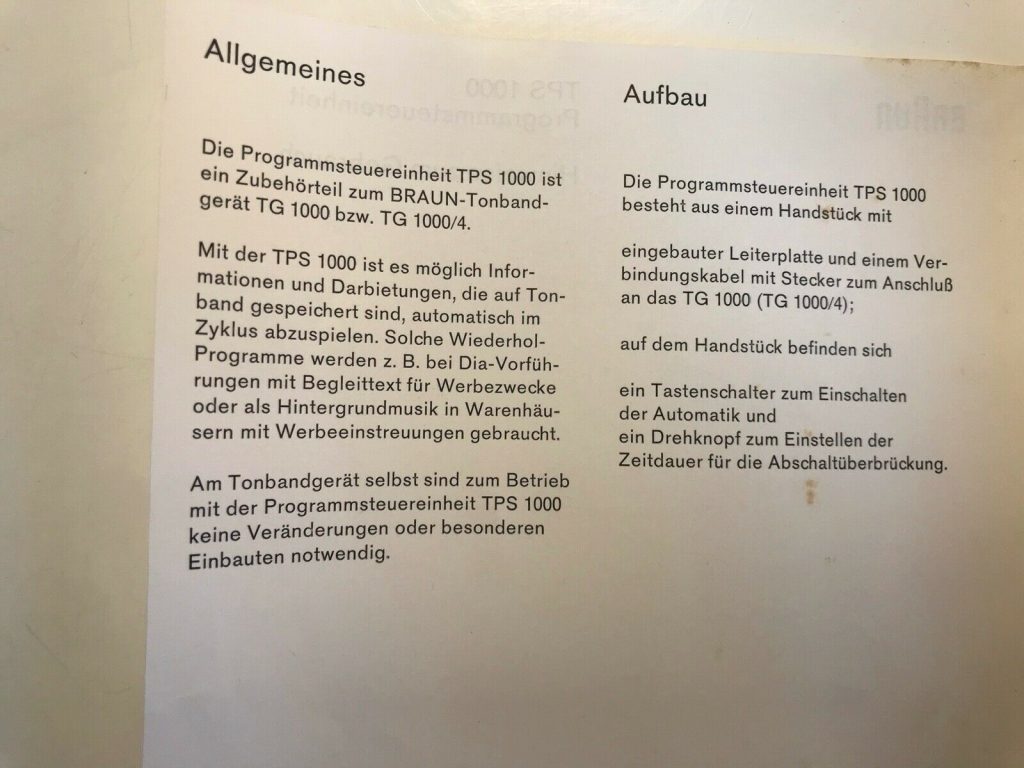 Allgemeines
Die Programmsteuereinheit TPS 1000 ist
ein Zubehörteil zum BRAUN-Tonband-
gerät TG 1000 bzw. TG 1000/4.
Mit der TPS 1000 ist es möglich Infor-
mationen und Darbietungen, die auf Ton-
band gespeichert sind, automatisch im
Zyklus abzuspielen. Solche Wiederhol-
Programme werden z. B. bei Dia-Vorfüh-
rungen mit Begleittext für Werbezwecke
oder als Hintergrundmusik in Warenhäu-
sern mit Werbeeinstreuungen gebraucht.
Am Tonbandgerät selbst sind zum Betrieb
mit der Programmsteuereinheit TPS 1000
keine Veränderungen oder besonderen
Einbauten notwendig.
Aufbau
Die Programmsteuereinheit TPS 1000
besteht aus einem Handstück mit
eingebauter Leiterplatte und einem Ver-
bindungskabel mit Stecker zum Anschluß
an das TG 1000 (TG 1000/4);
auf dem Handstück befinden sich
ein Tastenschalter zum Einschalten
der Automatik und
ein Drehknopf zum Einstellen der
Zeitdauer für die Abschaltüberbrückung.
TPS 1000
Programmsteuereinheit
BRAUN